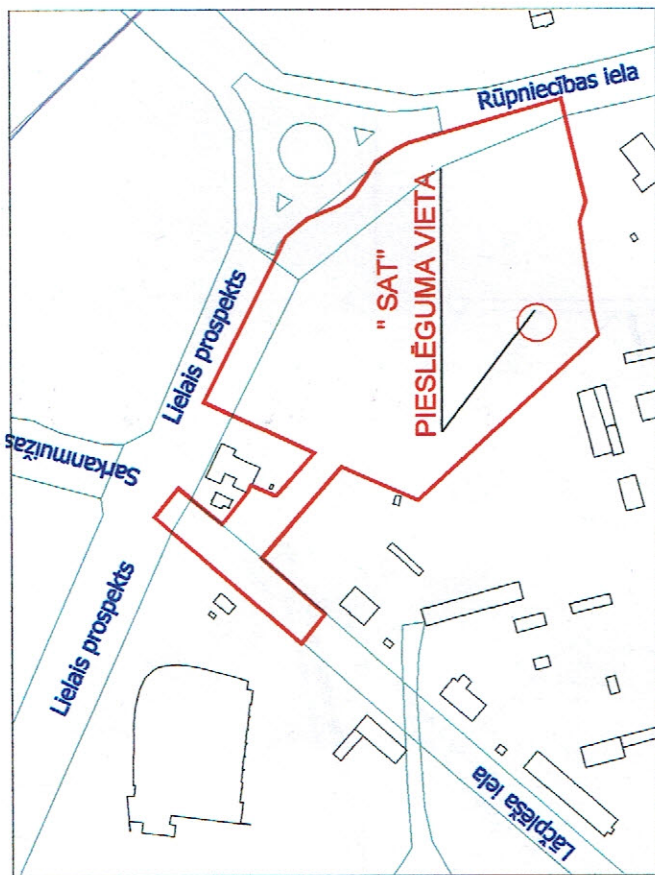 Rūpniecības iela
" SAT"
PIESLĒGUMA VIETA
Lielais prospekts
Sarkanmuižas
Lielais prospekts
Lāčplēša iela